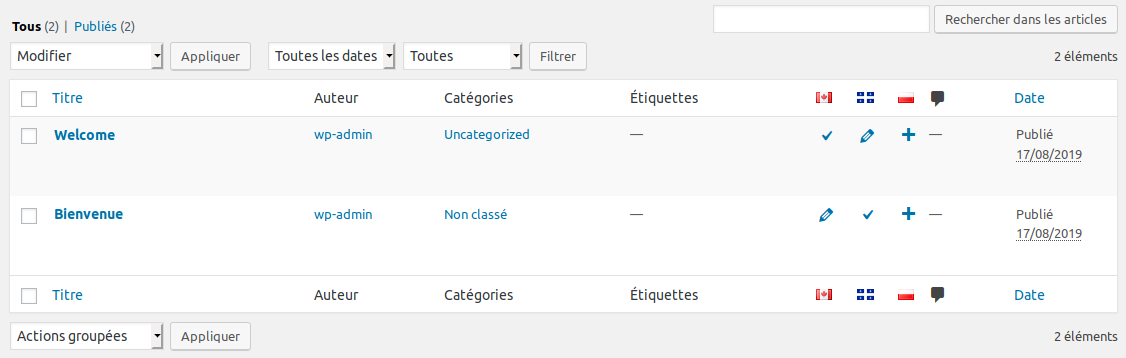 Tous (2) | Publiés (2)
Rechercher dans les articles
Modifier Appliquer Toutes les dates Toutes Filtrer 2 éléments
Titre Auteur Catégories Étiquettes Date
Welcome wp-admin Uncategorized — — Publié
17/08/2019
Bienvenue wp-admin Non classé — — Publié
17/08/2019
Titre Auteur Catégories Étiquettes Date
Actions groupées Appliquer 2 éléments